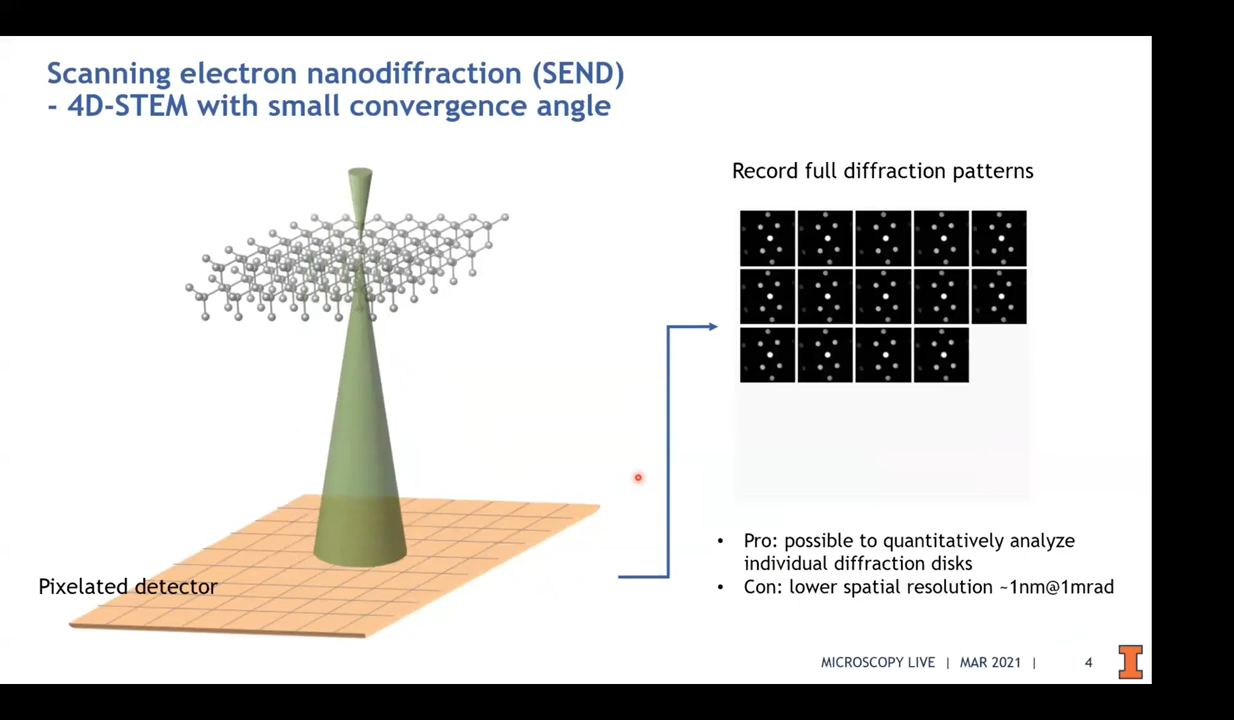 Scanning electron nanodiffraction (SEND)
- 4D-STEM with small convergence angle
Record full diffraction patterns
Pixelated detector
• Pro: possible to quantitatively analyze
individual diffraction disks
• Con: lower spatial resolution ~1nm@1mrad
MICROSCOPY LIVE | MAR 2021 | 4